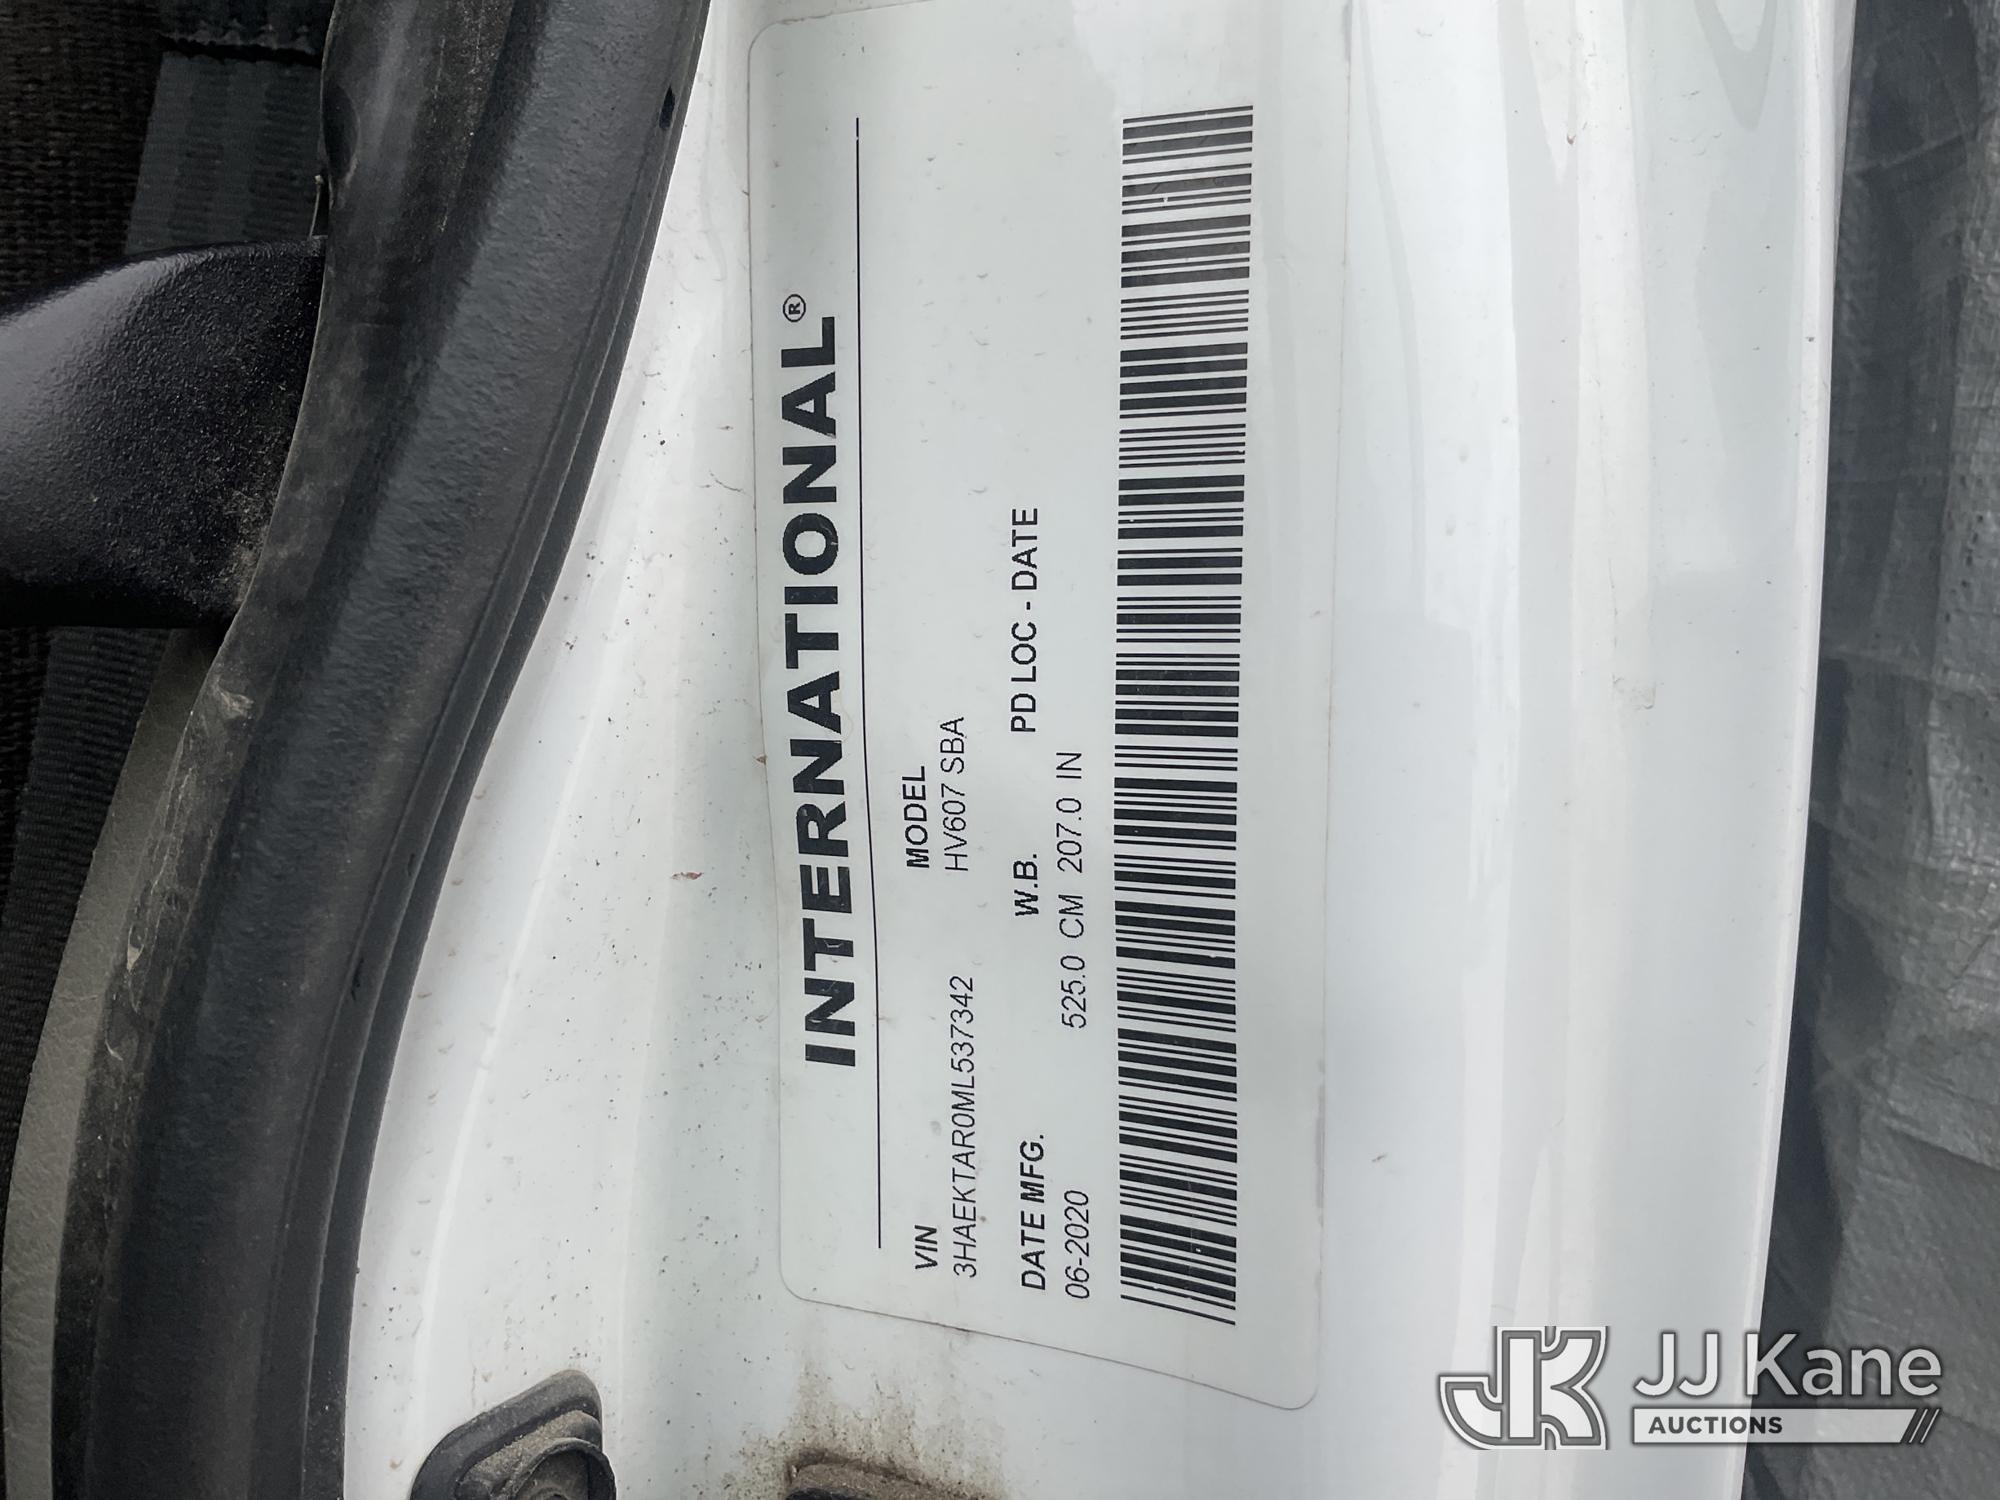 INTERNATIONAL®
VIN MODEL
3HAEKTAR0ML537342 HV607 SBA
DATE MFG. W.B. PD LOC - DATE
06-2020 525.0 CM 207.0 IN
JK JJ Kane
AUCTIONS